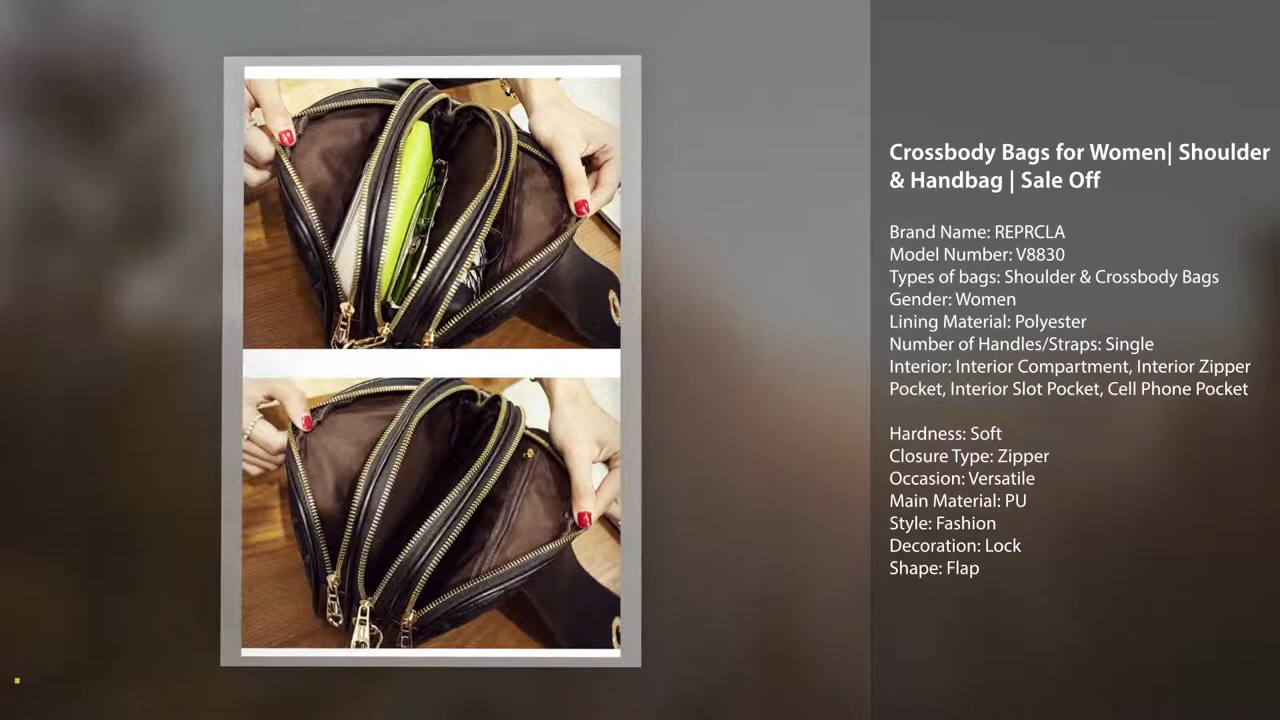 Crossbody Bags for Women| Shoulder
& Handbag | Sale Off
Brand Name: REPRCLA
Model Number: V8830
Types of bags: Shoulder & Crossbody Bags
Gender: Women
Lining Material: Polyester
Number of Handles/Straps: Single
Interior: Interior Compartment, Interior Zipper
Pocket, Interior Slot Pocket, Cell Phone Pocket
Hardness: Soft
Closure Type: Zipper
Occasion: Versatile
Main Material: PU
Style: Fashion
Decoration: Lock
Shape: Flap